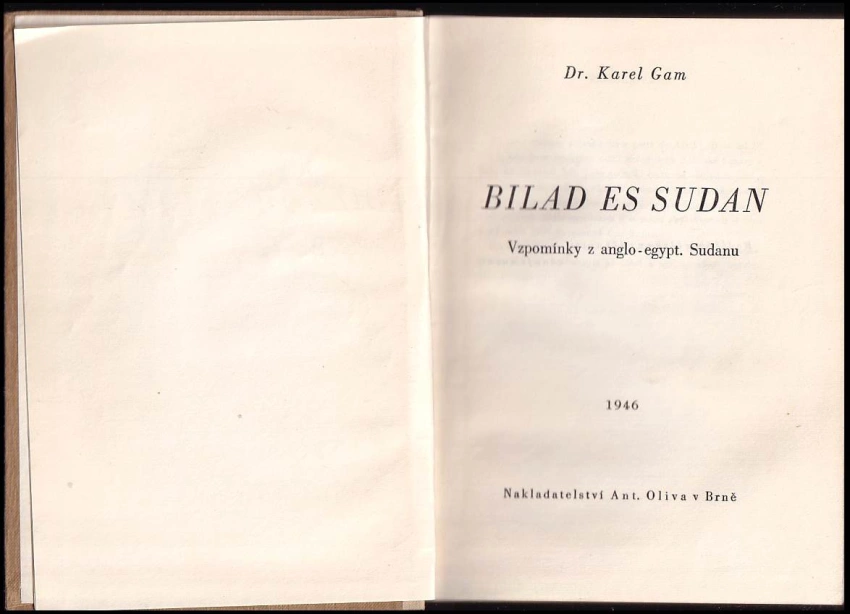 Dr. Karel Gam
BILAD ES SUDAN
Vzpomínky z anglo-egypt. Sudanu
1946
Nakladatelství Ant. Oliva v Brně